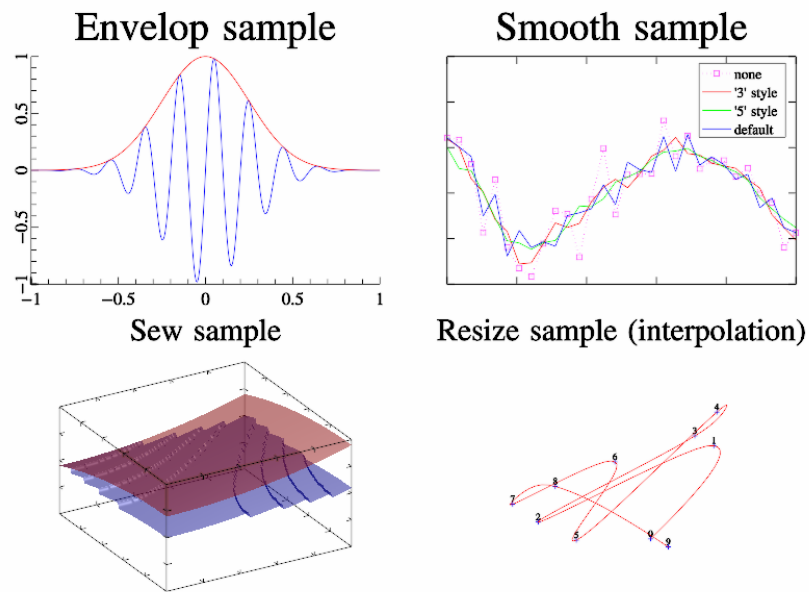 Envelop sample
Smooth sample
1
0.5
0
−0.5
−1
−1
−0.5
0
0.5
1
none
'3' style
'5' style
default
Sew sample
Resize sample (interpolation)
4
3
1
6
8
7
2
5
0
9